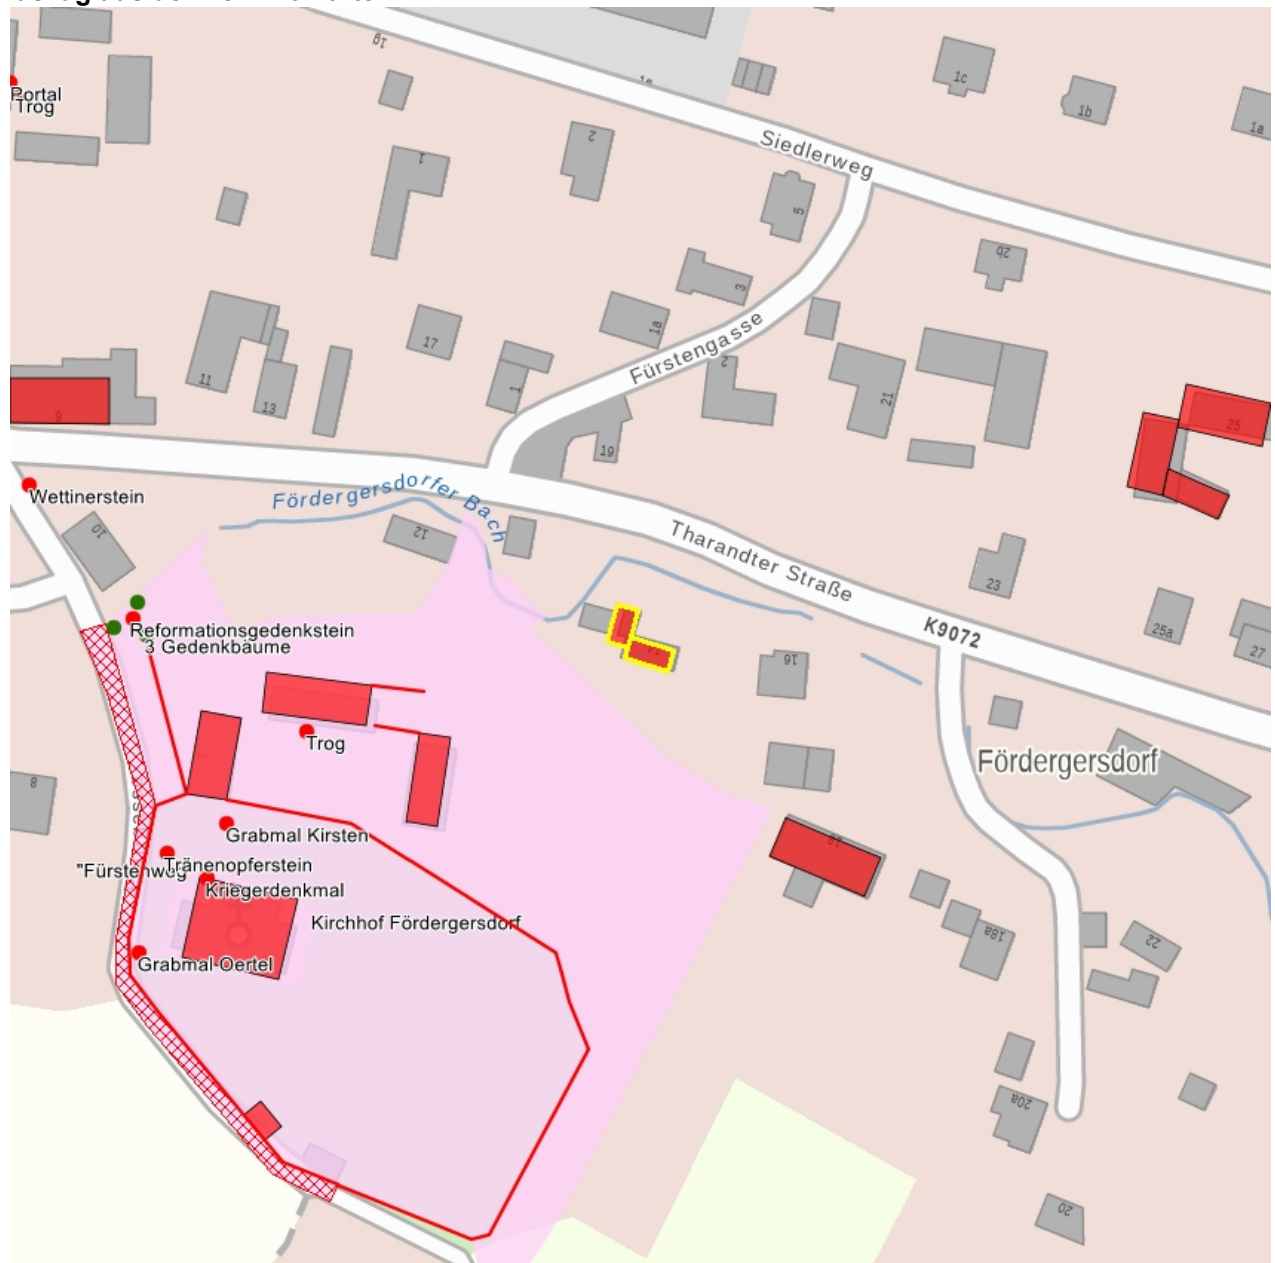 1g
1c
1b
1a
Portal
Trog
Siedlerweg
2
1
5
2b
3
1a
17
Fürstengasse
2
11
13
1
21
9
25
19
Wettinerstein
Fördergersdorfer Bach
10
12
Tharandter Straße
23
25a
27
K9072
Reformationsgedenkstein
3 Gedenkbäume
16
Trog
8
Fördergersdorf
Grabmal Kirsten
Tränenopferstein
"Fürstenweg
Kriegerdenkmal
Kirchhof Fördergersdorf
18a
22
Grabmal Oertel
20a
20